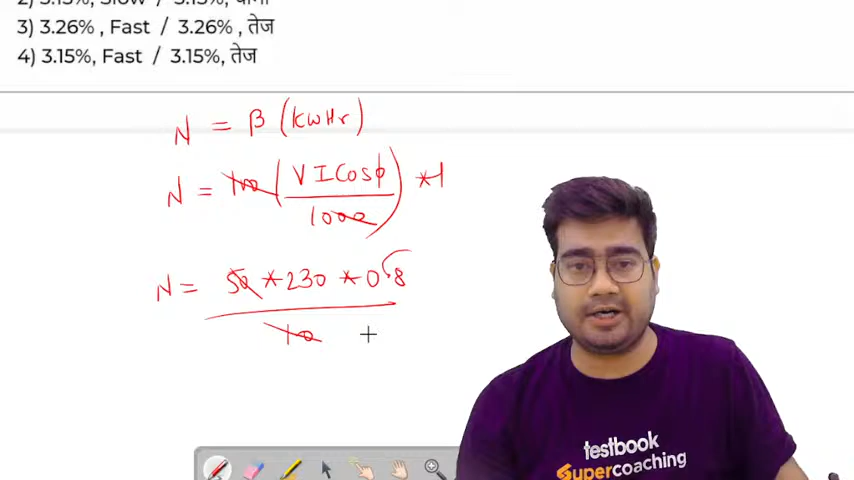 3) 3.26% , Fast / 3.26% , तेज
4) 3.15%, Fast / 3.15%, तेज
N = β (kwHr)
N = 100 (VICosϕ / 1000) * 1
N = 50 * 230 * 0.8 / 10
testbook
Supercoaching